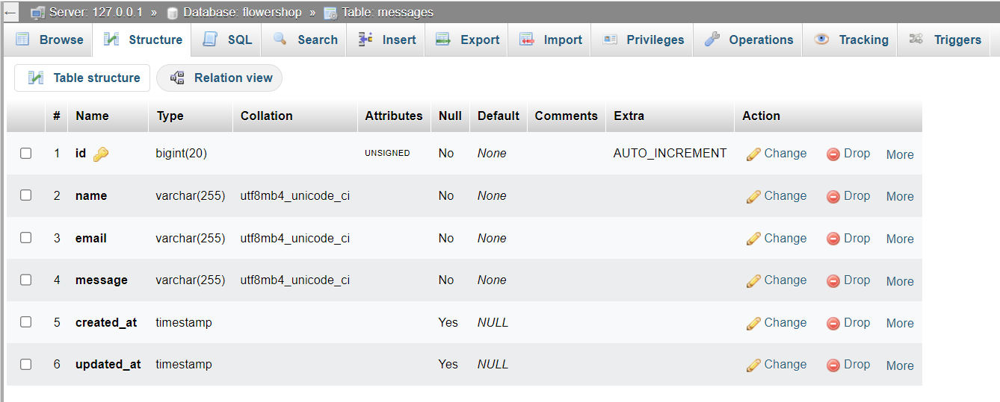 ← Server: 127.0.0.1 » Database: flowershop » Table: messages
Browse Structure SQL Search Insert Export Import Privileges Operations Tracking Triggers
Table structure Relation view
# Name Type Collation Attributes Null Default Comments Extra Action
1 id bigint(20) UNSIGNED No None AUTO_INCREMENT Change Drop More
2 name varchar(255) utf8mb4_unicode_ci No None Change Drop More
3 email varchar(255) utf8mb4_unicode_ci No None Change Drop More
4 message varchar(255) utf8mb4_unicode_ci No None Change Drop More
5 created_at timestamp Yes NULL Change Drop More
6 updated_at timestamp Yes NULL Change Drop More